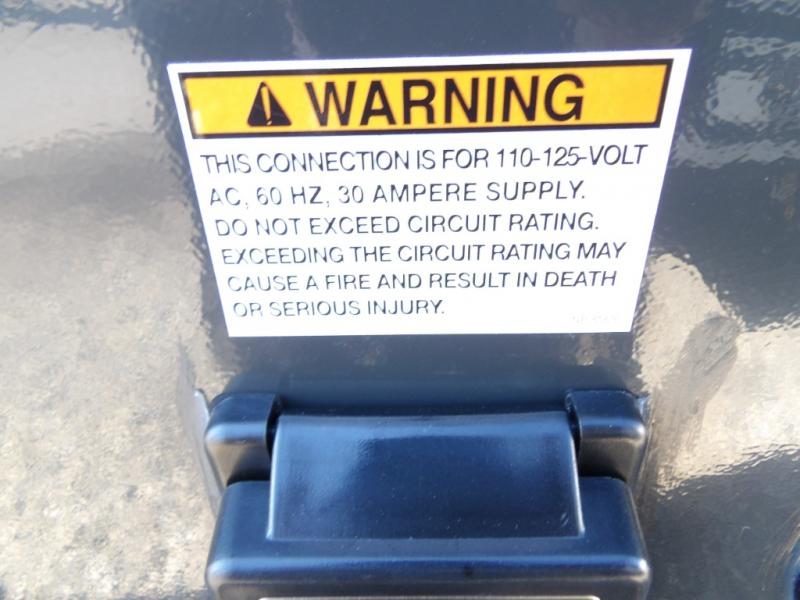 WARNING
THIS CONNECTION IS FOR 110-125-VOLT
AC, 60 HZ, 30 AMPERE SUPPLY.
DO NOT EXCEED CIRCUIT RATING.
EXCEEDING THE CIRCUIT RATING MAY
CAUSE A FIRE AND RESULT IN DEATH
OR SERIOUS INJURY.